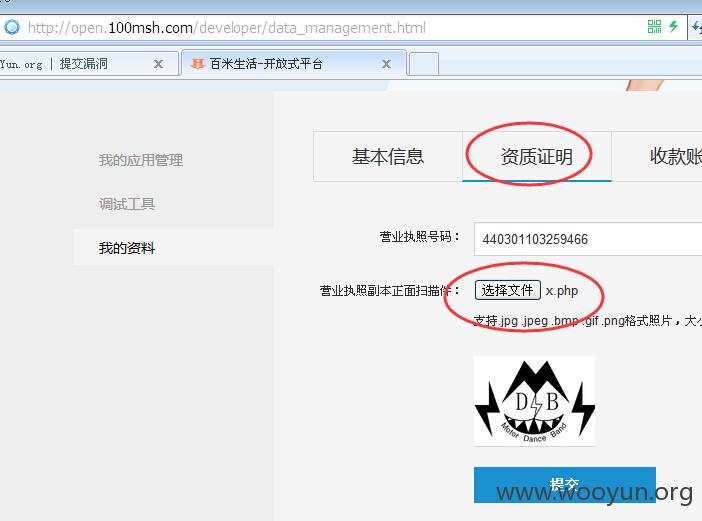 http://open.100msh.com/developer/data_management.html
Yun.org | 提交漏洞
百米生活-开放式平台
我的应用管理
调试工具
我的资料
基本信息
资质证明
收款账
营业执照号码：
440301103259466
营业执照副本正面扫描件：
选择文件 x.php
支持.jpg .jpeg .bmp .gif .png格式照片，大
D B
Motor Dance Band
提交
www.wooyun.org